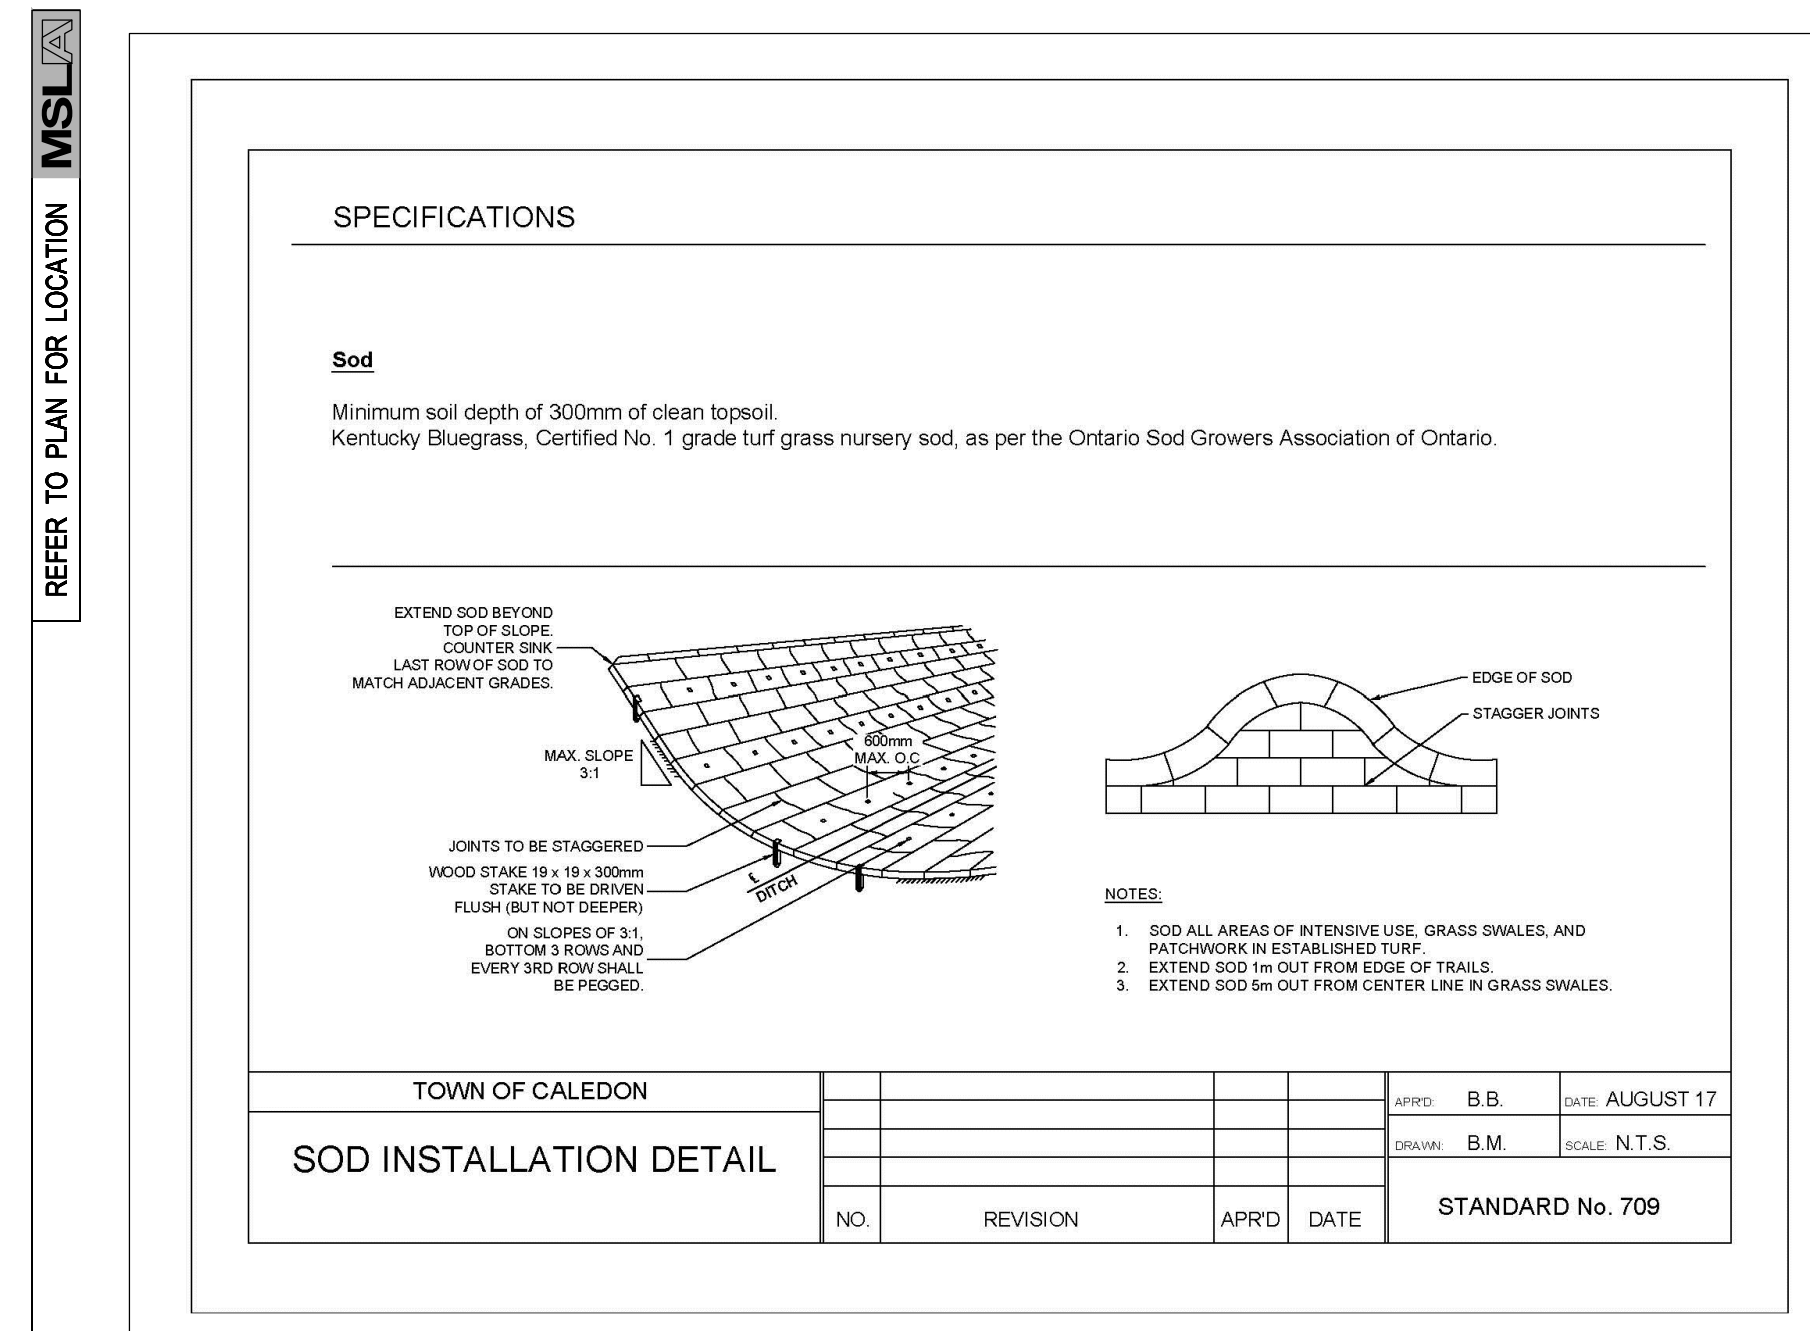 MSLA
REFER TO PLAN FOR LOCATION
SPECIFICATIONS
Sod
Minimum soil depth of 300mm of clean topsoil.
Kentucky Bluegrass, Certified No. 1 grade turf grass nursery sod, as per the Ontario Sod Growers Association of Ontario.
EXTEND SOD BEYOND
TOP OF SLOPE.
COUNTER SINK
LAST ROW OF SOD TO
MATCH ADJACENT GRADES.
MAX. SLOPE
3:1
600mm
MAX. O.C
JOINTS TO BE STAGGERED
WOOD STAKE 19 x 19 x 300mm
STAKE TO BE DRIVEN
FLUSH (BUT NOT DEEPER)
℄
DITCH
ON SLOPES OF 3:1,
BOTTOM 3 ROWS AND
EVERY 3RD ROW SHALL
BE PEGGED.
EDGE OF SOD
STAGGER JOINTS
NOTES:
1. SOD ALL AREAS OF INTENSIVE USE, GRASS SWALES, AND
PATCHWORK IN ESTABLISHED TURF.
2. EXTEND SOD 1m OUT FROM EDGE OF TRAILS.
3. EXTEND SOD 5m OUT FROM CENTER LINE IN GRASS SWALES.
TOWN OF CALEDON
SOD INSTALLATION DETAIL
NO. REVISION APR'D DATE
APR'D: B.B. DATE: AUGUST 17
DRAWN: B.M. SCALE: N.T.S.
STANDARD No. 709